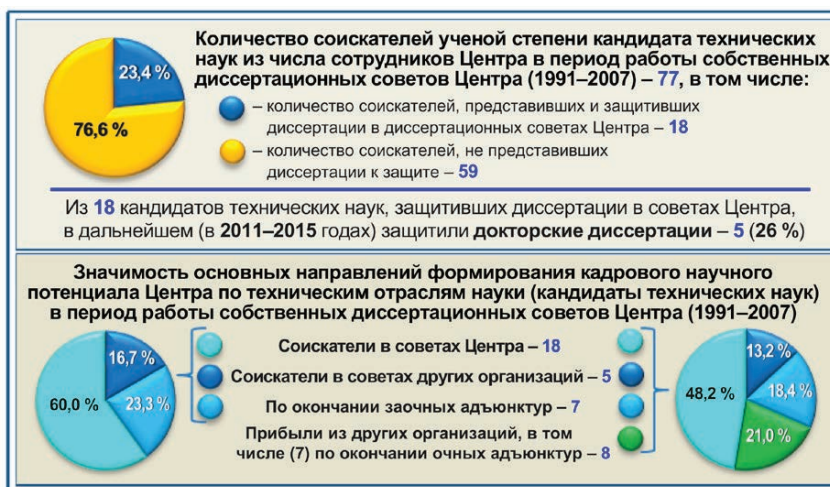 Количество соискателей ученой степени кандидата технических
наук из числа сотрудников Центра в период работы собственных
диссертационных советов Центра (1991–2007) – 77, в том числе:
23,4 %
76,6 %
– количество соискателей, представивших и защитивших
диссертации в диссертационных советах Центра – 18
– количество соискателей, не представивших
диссертации к защите – 59
Из 18 кандидатов технических наук, защитивших диссертации в советах Центра,
в дальнейшем (в 2011–2015 годах) защитили докторские диссертации – 5 (26 %)
Значимость основных направлений формирования кадрового научного
потенциала Центра по техническим отраслям науки (кандидаты технических наук)
в период работы собственных диссертационных советов Центра (1991–2007)
16,7 %
60,0 %
23,3 %
Соискатели в советах Центра – 18
Соискатели в советах других организаций – 5
По окончании заочных адъюнктур – 7
Прибыли из других организаций, в том
числе (7) по окончании очных адъюнктур – 8
13,2 %
48,2 %
18,4 %
21,0 %